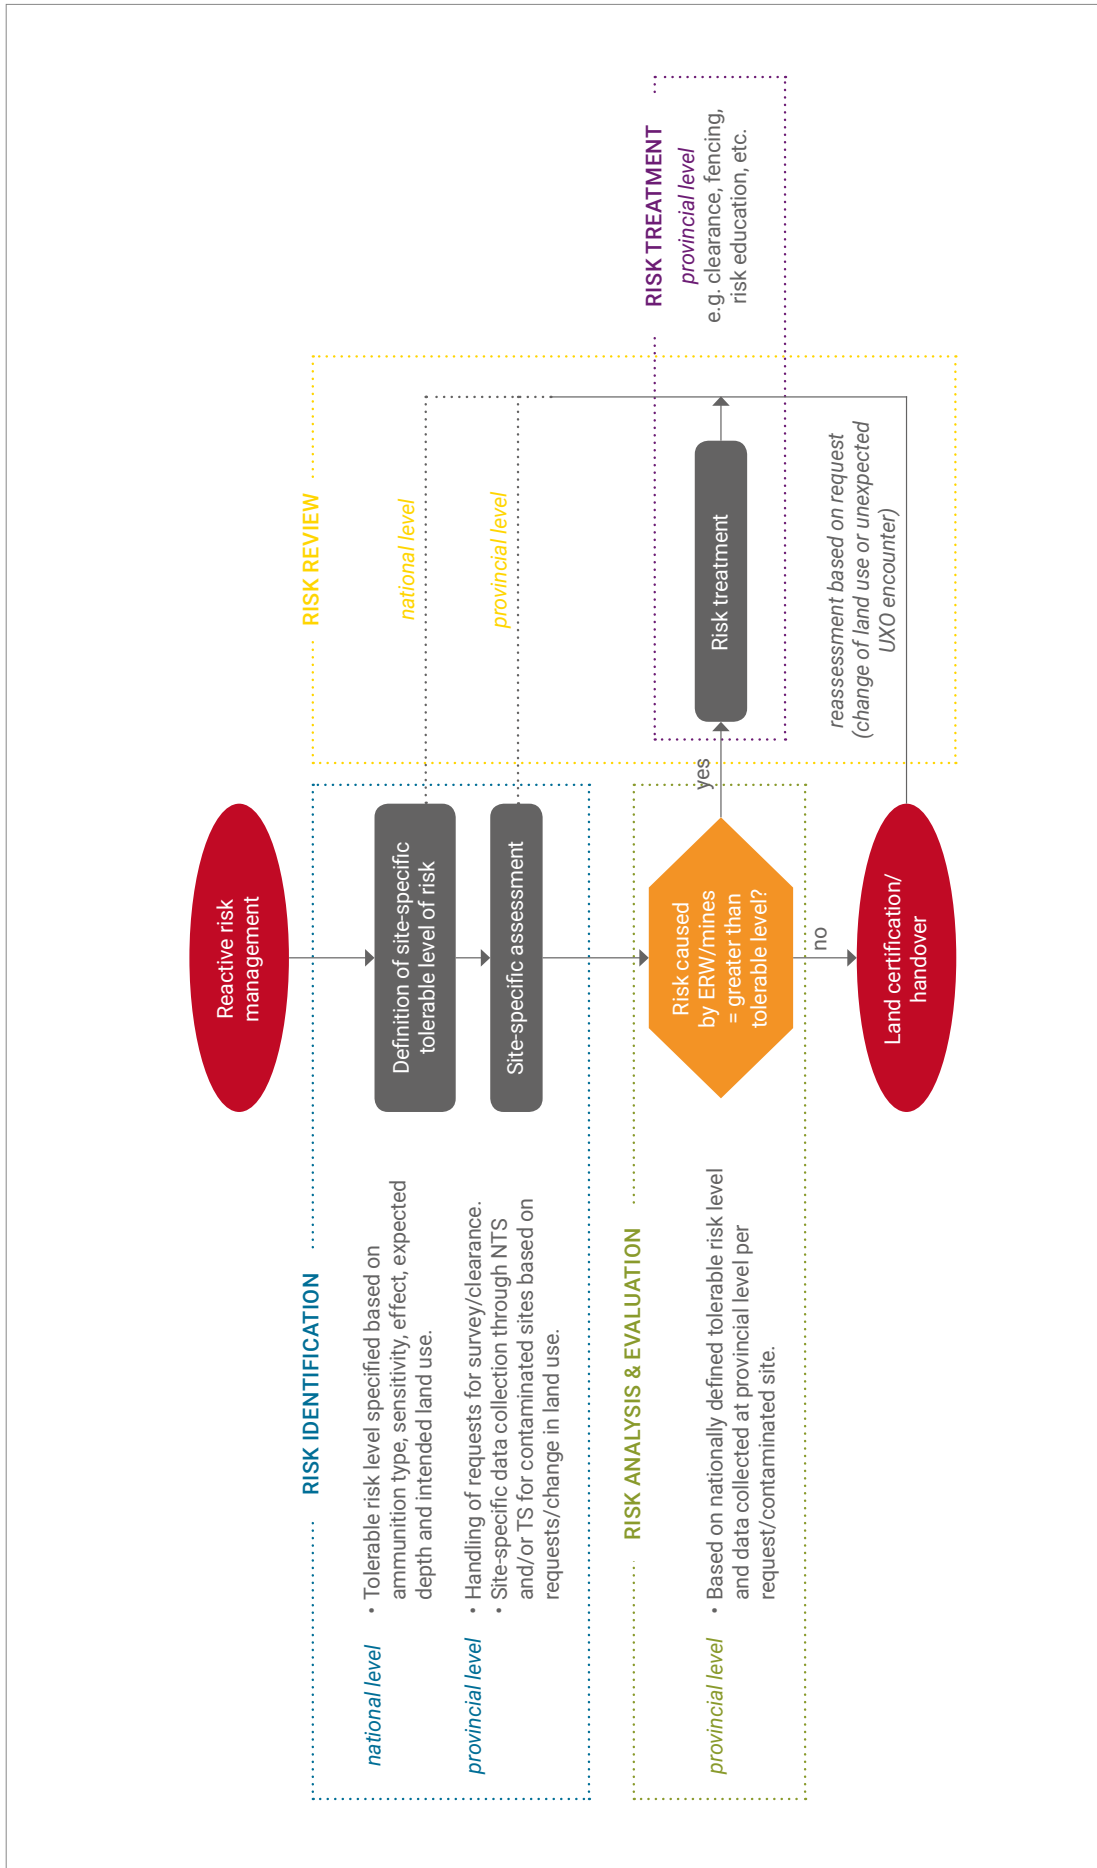 Reactive risk
management
RISK IDENTIFICATION
national level
• Tolerable risk level specified based on
ammunition type, sensitivity, effect, expected
depth and intended land use.
Definition of site-specific
tolerable level of risk
provincial level
• Handling of requests for survey/clearance.
• Site-specific data collection through NTS
and/or TS for contaminated sites based on
requests/change in land use.
Site-specific assessment
RISK REVIEW
national level
provincial level
RISK ANALYSIS & EVALUATION
provincial level
• Based on nationally defined tolerable risk level
and data collected at provincial level per
request/contaminated site.
Risk caused
by ERW/mines
= greater than
tolerable level?
yes
Risk treatment
RISK TREATMENT
provincial level
e.g. clearance, fencing,
risk education, etc.
no
reassessment based on request
(change of land use or unexpected
UXO encounter)
Land certification/
handover